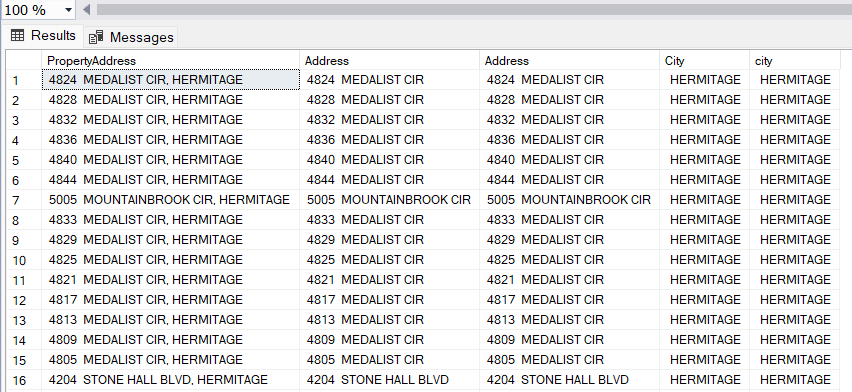 100 %
Results Messages
PropertyAddress Address Address City city
1 4824 MEDALIST CIR, HERMITAGE 4824 MEDALIST CIR 4824 MEDALIST CIR HERMITAGE HERMITAGE
2 4828 MEDALIST CIR, HERMITAGE 4828 MEDALIST CIR 4828 MEDALIST CIR HERMITAGE HERMITAGE
3 4832 MEDALIST CIR, HERMITAGE 4832 MEDALIST CIR 4832 MEDALIST CIR HERMITAGE HERMITAGE
4 4836 MEDALIST CIR, HERMITAGE 4836 MEDALIST CIR 4836 MEDALIST CIR HERMITAGE HERMITAGE
5 4840 MEDALIST CIR, HERMITAGE 4840 MEDALIST CIR 4840 MEDALIST CIR HERMITAGE HERMITAGE
6 4844 MEDALIST CIR, HERMITAGE 4844 MEDALIST CIR 4844 MEDALIST CIR HERMITAGE HERMITAGE
7 5005 MOUNTAINBROOK CIR, HERMITAGE 5005 MOUNTAINBROOK CIR 5005 MOUNTAINBROOK CIR HERMITAGE HERMITAGE
8 4833 MEDALIST CIR, HERMITAGE 4833 MEDALIST CIR 4833 MEDALIST CIR HERMITAGE HERMITAGE
9 4829 MEDALIST CIR, HERMITAGE 4829 MEDALIST CIR 4829 MEDALIST CIR HERMITAGE HERMITAGE
10 4825 MEDALIST CIR, HERMITAGE 4825 MEDALIST CIR 4825 MEDALIST CIR HERMITAGE HERMITAGE
11 4821 MEDALIST CIR, HERMITAGE 4821 MEDALIST CIR 4821 MEDALIST CIR HERMITAGE HERMITAGE
12 4817 MEDALIST CIR, HERMITAGE 4817 MEDALIST CIR 4817 MEDALIST CIR HERMITAGE HERMITAGE
13 4813 MEDALIST CIR, HERMITAGE 4813 MEDALIST CIR 4813 MEDALIST CIR HERMITAGE HERMITAGE
14 4809 MEDALIST CIR, HERMITAGE 4809 MEDALIST CIR 4809 MEDALIST CIR HERMITAGE HERMITAGE
15 4805 MEDALIST CIR, HERMITAGE 4805 MEDALIST CIR 4805 MEDALIST CIR HERMITAGE HERMITAGE
16 4204 STONE HALL BLVD, HERMITAGE 4204 STONE HALL BLVD 4204 STONE HALL BLVD HERMITAGE HERMITAGE